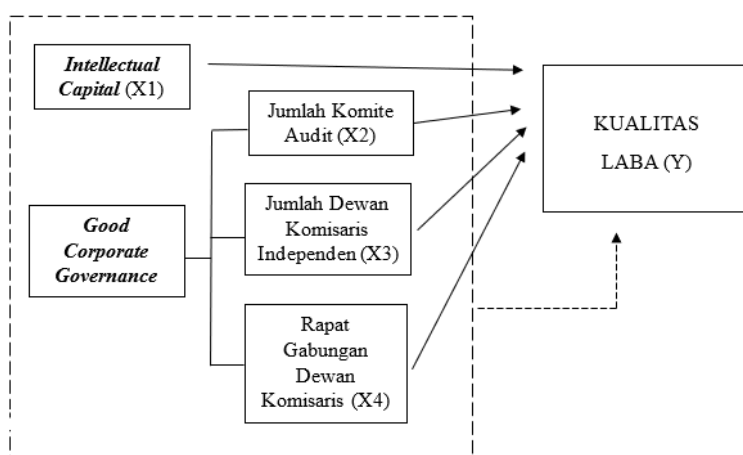 Intellectual
Capital (X1)
Jumlah Komite
Audit (X2)
KUALITAS
LABA (Y)
Good
Corporate
Governance
Jumlah Dewan
Komisaris
Independen (X3)
Rapat
Gabungan
Dewan
Komisaris (X4)